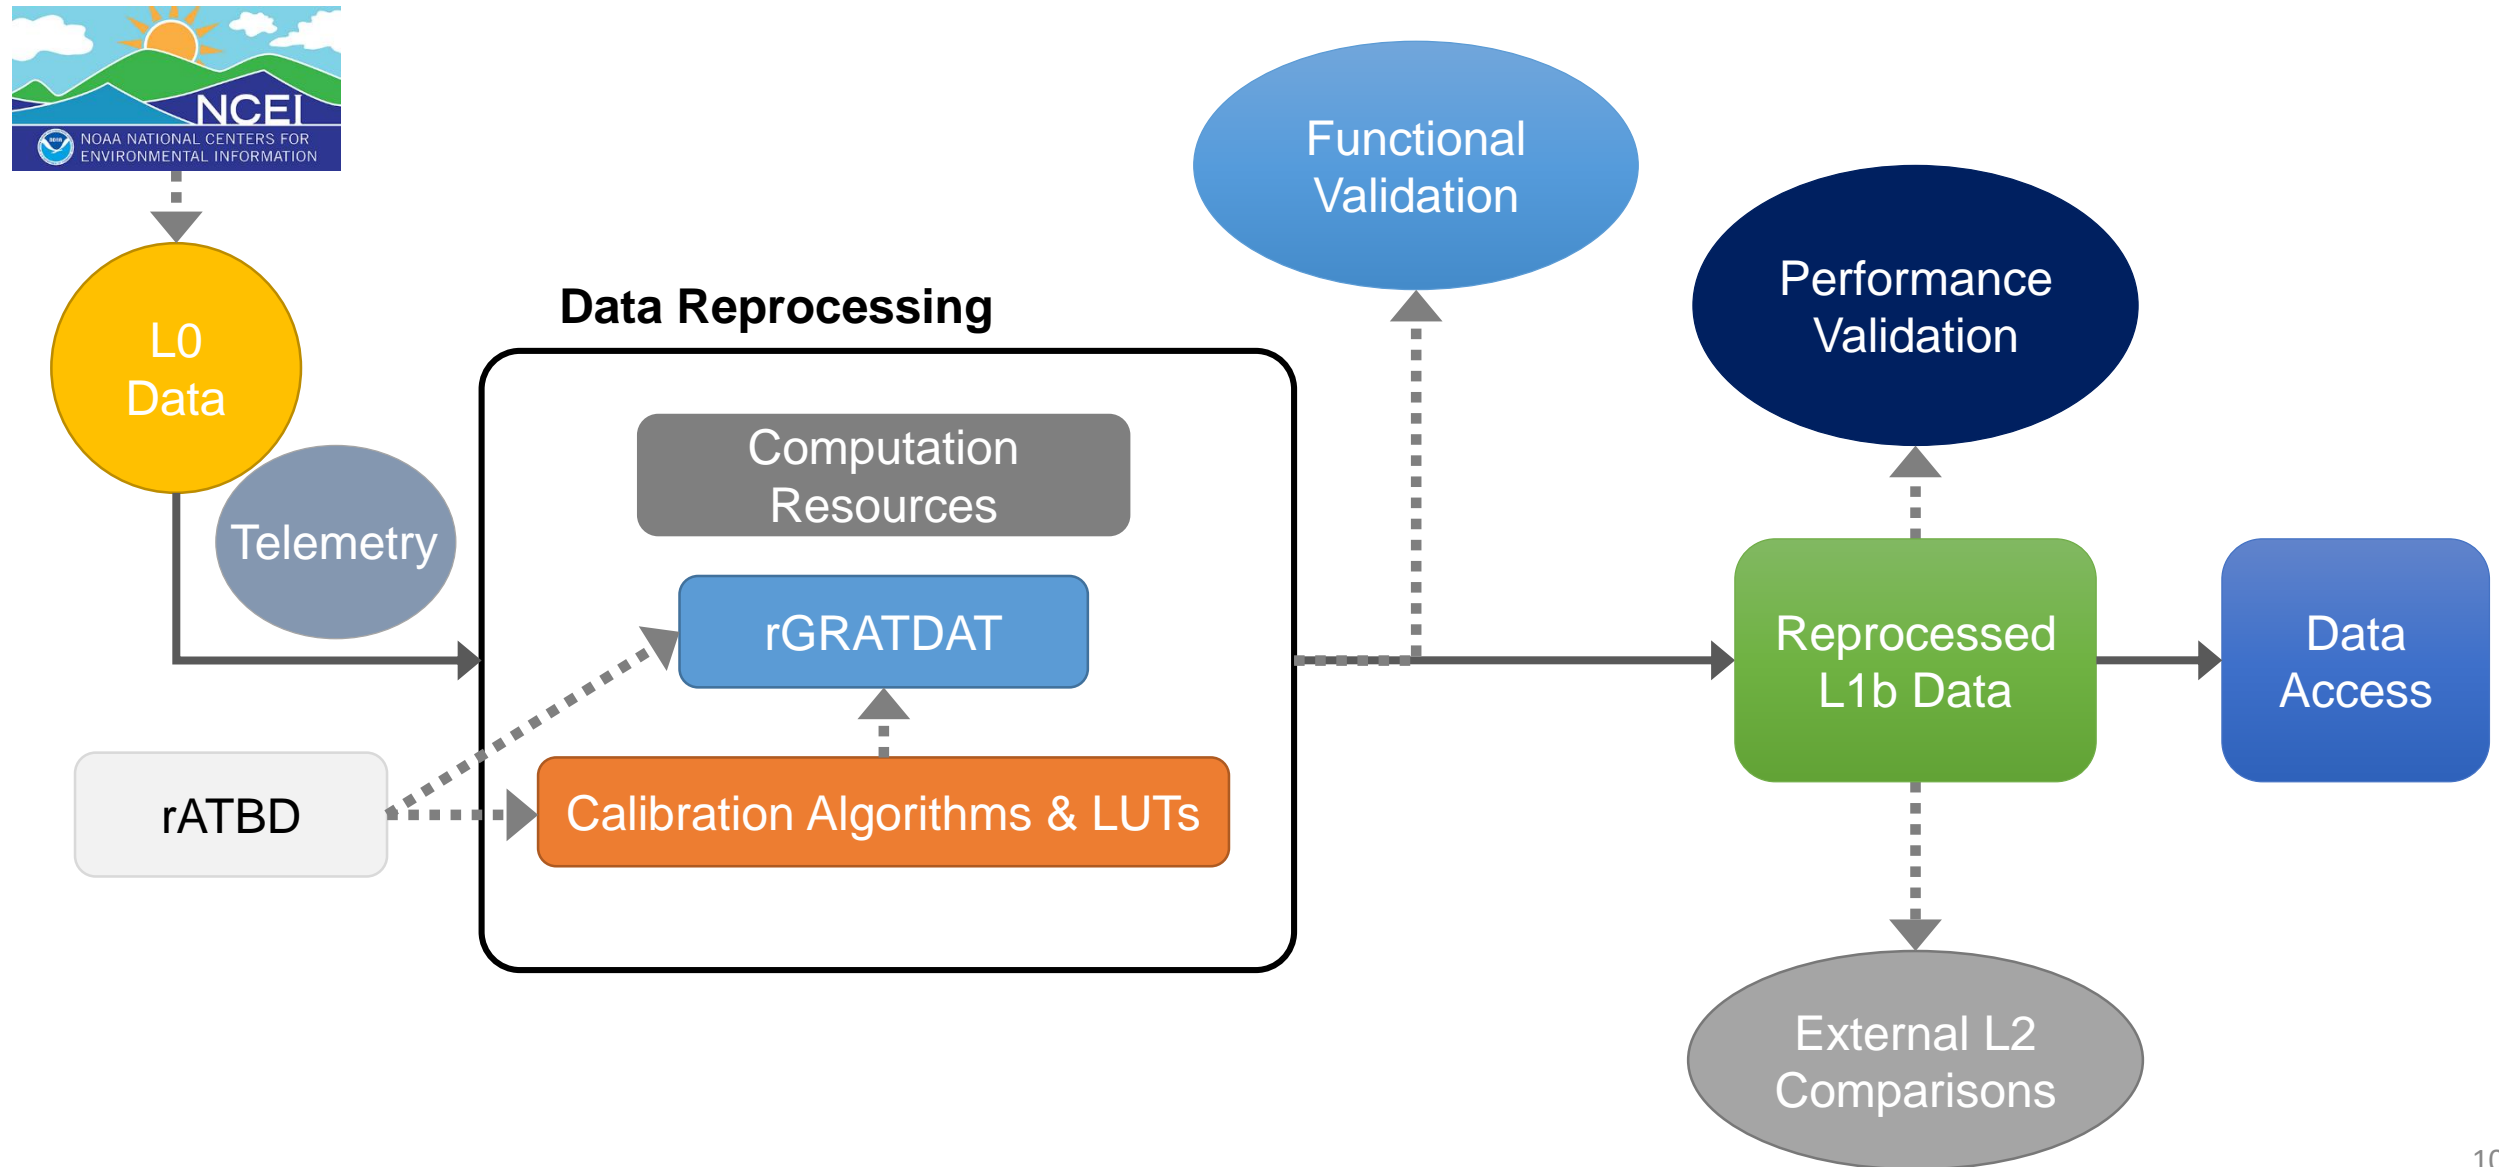 NCEI
NOAA NATIONAL CENTERS FOR
ENVIRONMENTAL INFORMATION
Functional
Validation
Performance
Validation
Data Reprocessing
L0
Data
Computation
Resources
Telemetry
rGRATDAT
Reprocessed
L1b Data
Data
Access
rATBD
Calibration Algorithms & LUTs
External L2
Comparisons
10